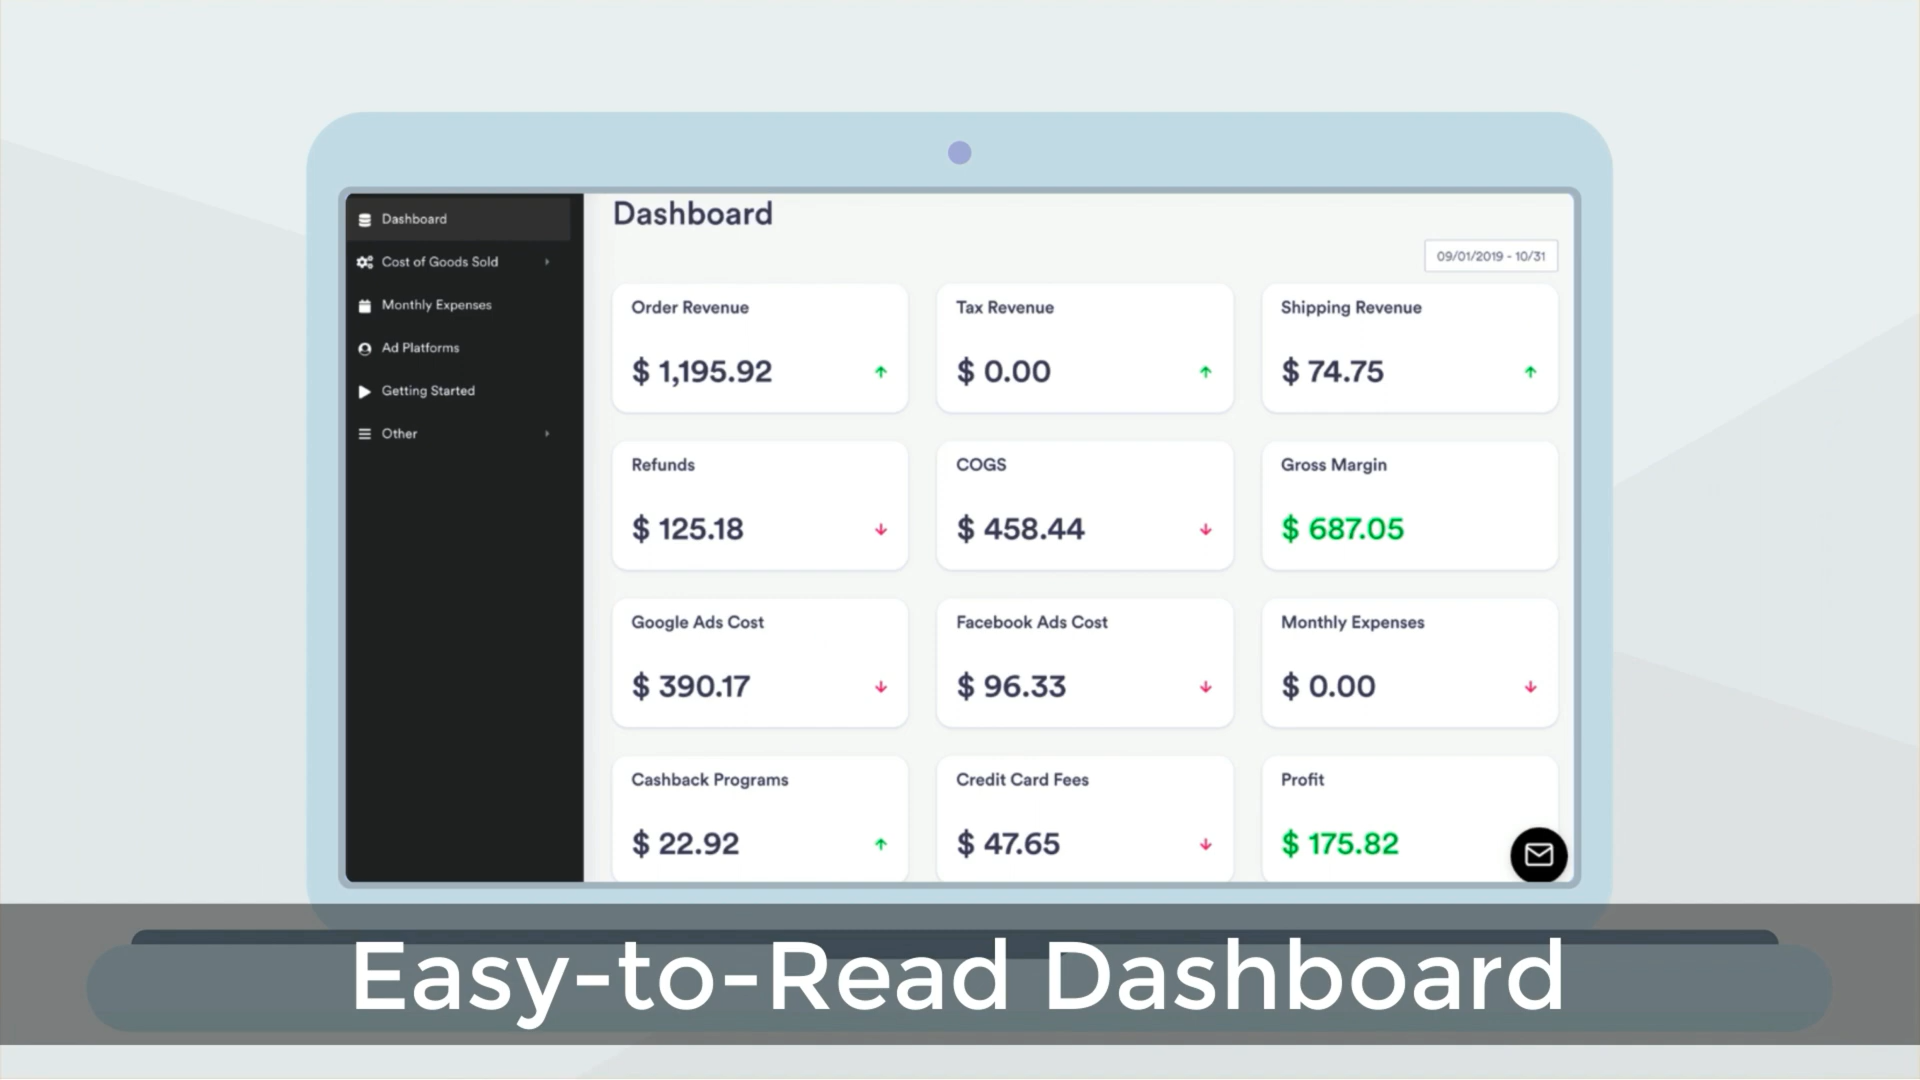 Dashboard
Cost of Goods Sold
Monthly Expenses
Ad Platforms
Getting Started
Other
Dashboard
09/01/2019 - 10/31
Order Revenue
$ 1,195.92
Tax Revenue
$ 0.00
Shipping Revenue
$ 74.75
Refunds
$ 125.18
COGS
$ 458.44
Gross Margin
$ 687.05
Google Ads Cost
$ 390.17
Facebook Ads Cost
$ 96.33
Monthly Expenses
$ 0.00
Cashback Programs
$ 22.92
Credit Card Fees
$ 47.65
Profit
$ 175.82
Easy-to-Read Dashboard